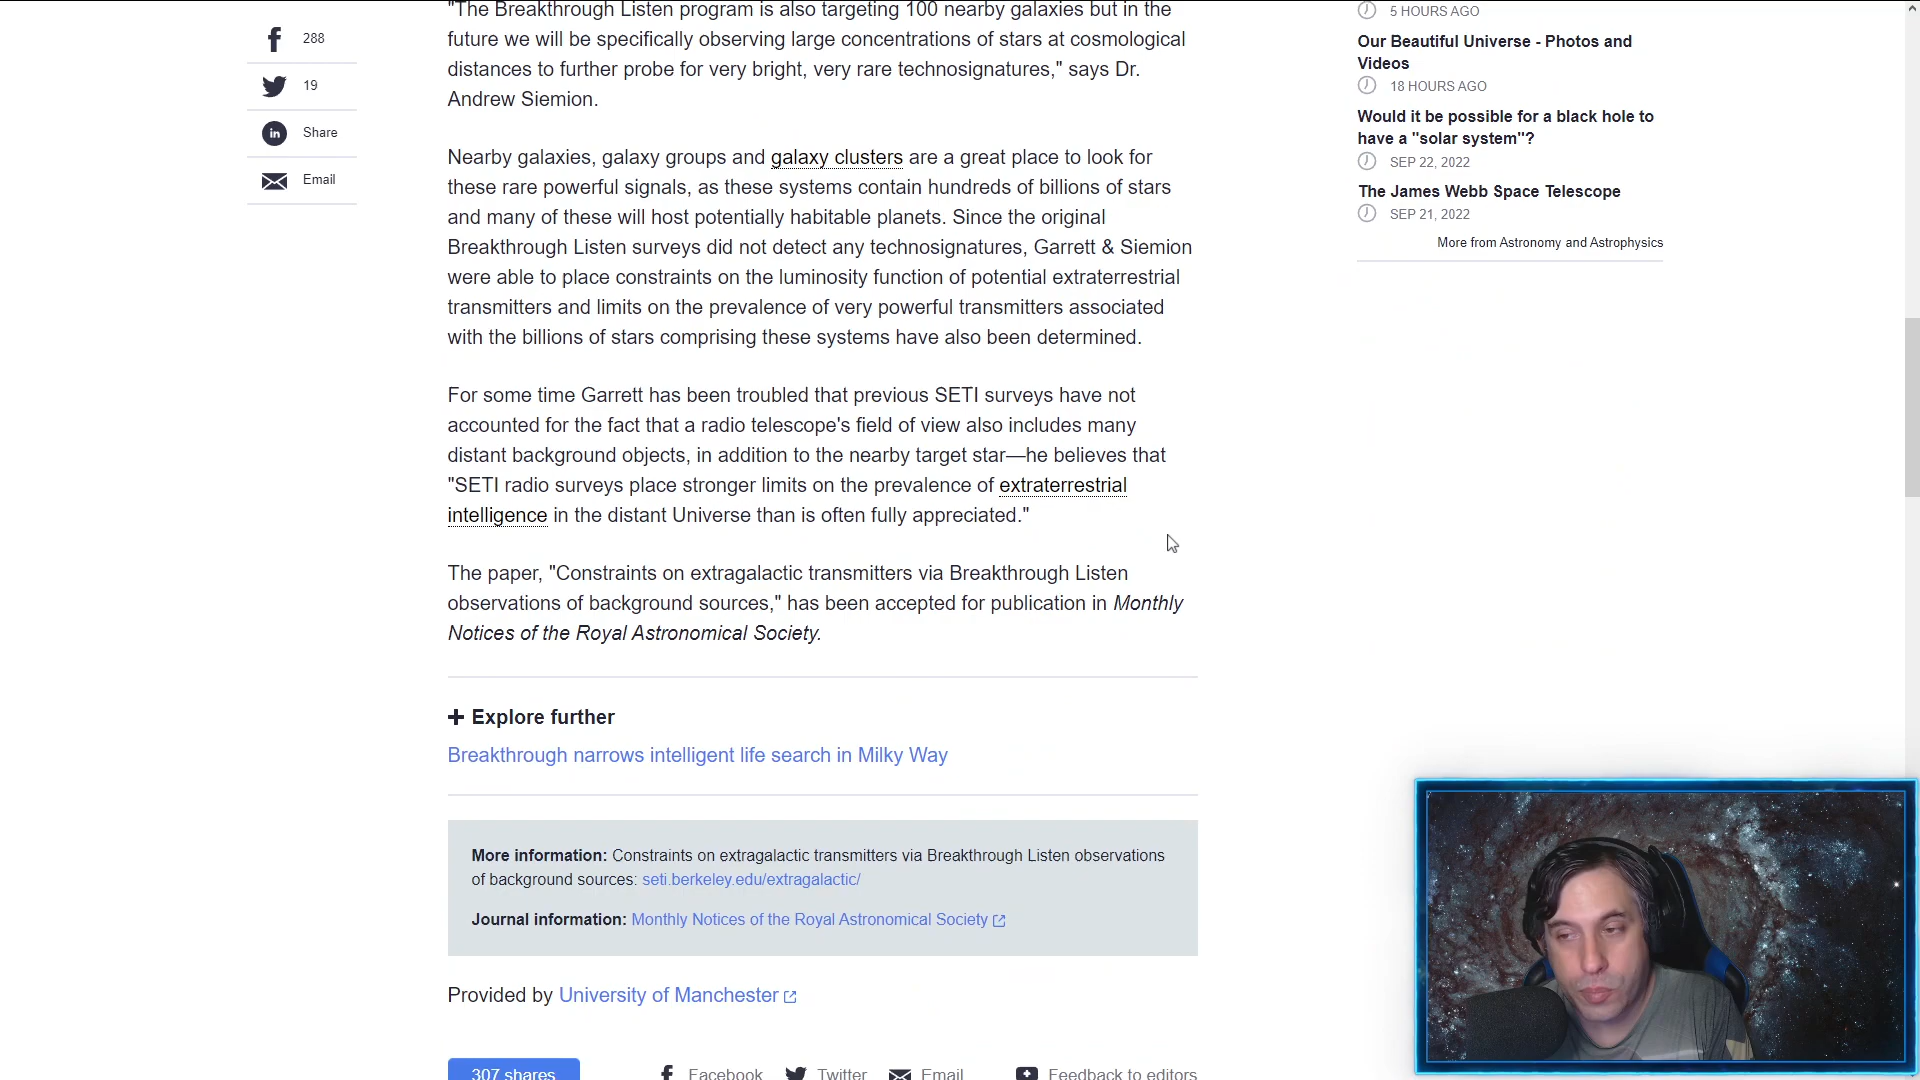 "The Breakthrough Listen program is also targeting 100 nearby galaxies but in the
future we will be specifically observing large concentrations of stars at cosmological
distances to further probe for very bright, very rare technosignatures," says Dr.
Andrew Siemion.
Nearby galaxies, galaxy groups and galaxy clusters are a great place to look for
these rare powerful signals, as these systems contain hundreds of billions of stars
and many of these will host potentially habitable planets. Since the original
Breakthrough Listen surveys did not detect any technosignatures, Garrett & Siemion
were able to place constraints on the luminosity function of potential extraterrestrial
transmitters and limits on the prevalence of very powerful transmitters associated
with the billions of stars comprising these systems have also been determined.
For some time Garrett has been troubled that previous SETI surveys have not
accounted for the fact that a radio telescope's field of view also includes many
distant background objects, in addition to the nearby target star—he believes that
"SETI radio surveys place stronger limits on the prevalence of extraterrestrial
intelligence in the distant Universe than is often fully appreciated."
The paper, "Constraints on extragalactic transmitters via Breakthrough Listen
observations of background sources," has been accepted for publication in Monthly
Notices of the Royal Astronomical Society.
Explore further
Breakthrough narrows intelligent life search in Milky Way
More information: Constraints on extragalactic transmitters via Breakthrough Listen observations
of background sources: seti.berkeley.edu/extragalactic/
Journal information: Monthly Notices of the Royal Astronomical Society
Provided by University of Manchester
307 shares
Facebook
Twitter
Email
Feedback to editors
288
19
in Share
Email
5 HOURS AGO
Our Beautiful Universe - Photos and
Videos
18 HOURS AGO
Would it be possible for a black hole to
have a "solar system"?
SEP 22, 2022
The James Webb Space Telescope
SEP 21, 2022
More from Astronomy and Astrophysics